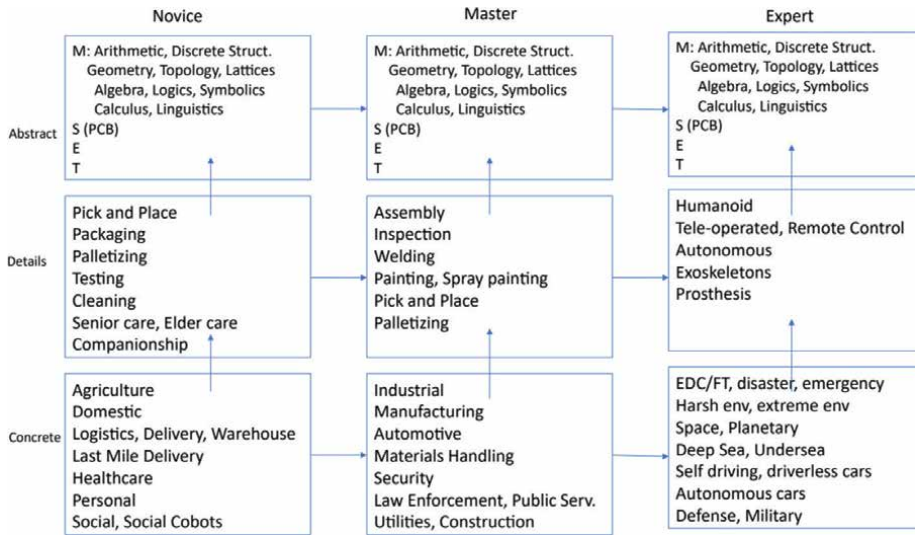 Novice
Master
Expert
Abstract
M: Arithmetic, Discrete Struct.
Geometry, Topology, Lattices
Algebra, Logics, Symbolics
Calculus, Linguistics
S (PCB)
E
T
M: Arithmetic, Discrete Struct.
Geometry, Topology, Lattices
Algebra, Logics, Symbolics
Calculus, Linguistics
S (PCB)
E
T
M: Arithmetic, Discrete Struct.
Geometry, Topology, Lattices
Algebra, Logics, Symbolics
Calculus, Linguistics
S (PCB)
E
T
Details
Pick and Place
Packaging
Palletizing
Testing
Cleaning
Senior care, Elder care
Companionship
Assembly
Inspection
Welding
Painting, Spray painting
Pick and Place
Palletizing
Humanoid
Tele-operated, Remote Control
Autonomous
Exoskeletons
Prosthesis
Concrete
Agriculture
Domestic
Logistics, Delivery, Warehouse
Last Mile Delivery
Healthcare
Personal
Social, Social Cobots
Industrial
Manufacturing
Automotive
Materials Handling
Security
Law Enforcement, Public Serv.
Utilities, Construction
EDC/FT, disaster, emergency
Harsh env, extreme env
Space, Planetary
Deep Sea, Undersea
Self driving, driverless cars
Autonomous cars
Defense, Military